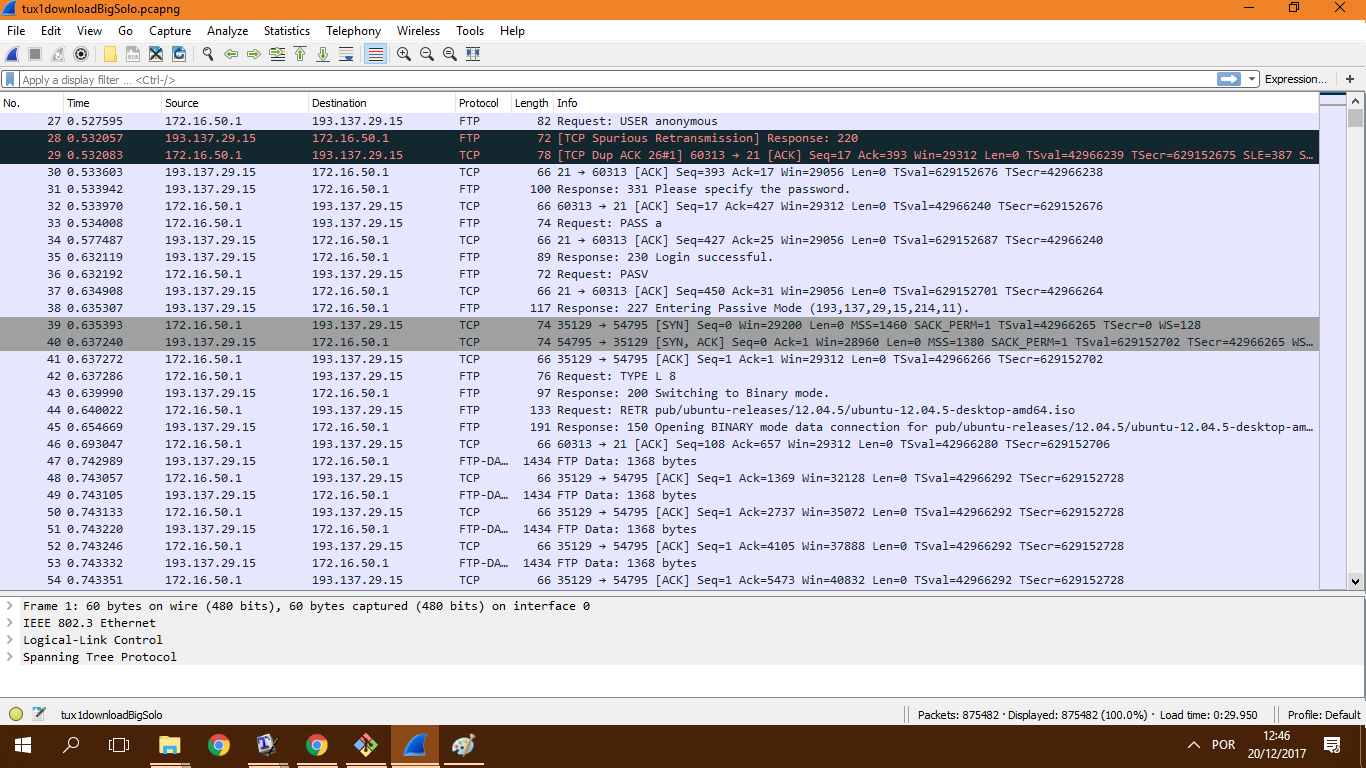 tux1downloadBigSolo.pcapng
File Edit View Go Capture Analyze Statistics Telephony Wireless Tools Help
Apply a display filter ... <Ctrl-/> Expression... +
No. Time Source Destination Protocol Length Info
27 0.527595 172.16.50.1 193.137.29.15 FTP 82 Request: USER anonymous
28 0.532057 193.137.29.15 172.16.50.1 FTP 72 [TCP Spurious Retransmission] Response: 220
29 0.532083 172.16.50.1 193.137.29.15 TCP 78 [TCP Dup ACK 26#1] 60313 → 21 [ACK] Seq=17 Ack=393 Win=29312 Len=0 TSval=42966239 TSecr=629152675 SLE=387 S…
30 0.533603 193.137.29.15 172.16.50.1 TCP 66 21 → 60313 [ACK] Seq=393 Ack=17 Win=29056 Len=0 TSval=629152676 TSecr=42966238
31 0.533942 193.137.29.15 172.16.50.1 FTP 100 Response: 331 Please specify the password.
32 0.533970 172.16.50.1 193.137.29.15 TCP 66 60313 → 21 [ACK] Seq=17 Ack=427 Win=29312 Len=0 TSval=42966240 TSecr=629152676
33 0.534008 172.16.50.1 193.137.29.15 FTP 74 Request: PASS a
34 0.577487 193.137.29.15 172.16.50.1 TCP 66 21 → 60313 [ACK] Seq=427 Ack=25 Win=29056 Len=0 TSval=629152687 TSecr=42966240
35 0.632119 193.137.29.15 172.16.50.1 FTP 89 Response: 230 Login successful.
36 0.632192 172.16.50.1 193.137.29.15 FTP 72 Request: PASV
37 0.634908 193.137.29.15 172.16.50.1 TCP 66 21 → 60313 [ACK] Seq=450 Ack=31 Win=29056 Len=0 TSval=629152701 TSecr=42966264
38 0.635307 193.137.29.15 172.16.50.1 FTP 117 Response: 227 Entering Passive Mode (193,137,29,15,214,11).
39 0.635393 172.16.50.1 193.137.29.15 TCP 74 35129 → 54795 [SYN] Seq=0 Win=29200 Len=0 MSS=1460 SACK_PERM=1 TSval=42966265 TSecr=0 WS=128
40 0.637240 193.137.29.15 172.16.50.1 TCP 74 54795 → 35129 [SYN, ACK] Seq=0 Ack=1 Win=28960 Len=0 MSS=1380 SACK_PERM=1 TSval=629152702 TSecr=42966265 WS…
41 0.637272 172.16.50.1 193.137.29.15 TCP 66 35129 → 54795 [ACK] Seq=1 Ack=1 Win=29312 Len=0 TSval=42966266 TSecr=629152702
42 0.637286 172.16.50.1 193.137.29.15 FTP 76 Request: TYPE L 8
43 0.639990 193.137.29.15 172.16.50.1 FTP 97 Response: 200 Switching to Binary mode.
44 0.640022 172.16.50.1 193.137.29.15 FTP 133 Request: RETR pub/ubuntu-releases/12.04.5/ubuntu-12.04.5-desktop-amd64.iso
45 0.654669 193.137.29.15 172.16.50.1 FTP 191 Response: 150 Opening BINARY mode data connection for pub/ubuntu-releases/12.04.5/ubuntu-12.04.5-desktop-am…
46 0.693047 172.16.50.1 193.137.29.15 TCP 66 60313 → 21 [ACK] Seq=108 Ack=657 Win=29312 Len=0 TSval=42966280 TSecr=629152706
47 0.742989 193.137.29.15 172.16.50.1 FTP-DA… 1434 FTP Data: 1368 bytes
48 0.743057 172.16.50.1 193.137.29.15 TCP 66 35129 → 54795 [ACK] Seq=1 Ack=1369 Win=32128 Len=0 TSval=42966292 TSecr=629152728
49 0.743105 193.137.29.15 172.16.50.1 FTP-DA… 1434 FTP Data: 1368 bytes
50 0.743133 172.16.50.1 193.137.29.15 TCP 66 35129 → 54795 [ACK] Seq=1 Ack=2737 Win=35072 Len=0 TSval=42966292 TSecr=629152728
51 0.743220 193.137.29.15 172.16.50.1 FTP-DA… 1434 FTP Data: 1368 bytes
52 0.743246 172.16.50.1 193.137.29.15 TCP 66 35129 → 54795 [ACK] Seq=1 Ack=4105 Win=37888 Len=0 TSval=42966292 TSecr=629152728
53 0.743332 193.137.29.15 172.16.50.1 FTP-DA… 1434 FTP Data: 1368 bytes
54 0.743351 172.16.50.1 193.137.29.15 TCP 66 35129 → 54795 [ACK] Seq=1 Ack=5473 Win=40832 Len=0 TSval=42966292 TSecr=629152728
Frame 1: 60 bytes on wire (480 bits), 60 bytes captured (480 bits) on interface 0
IEEE 802.3 Ethernet
Logical-Link Control
Spanning Tree Protocol
tux1downloadBigSolo Packets: 875482 · Displayed: 875482 (100.0%) · Load time: 0:29.950 Profile: Default
POR 12:46
20/12/2017